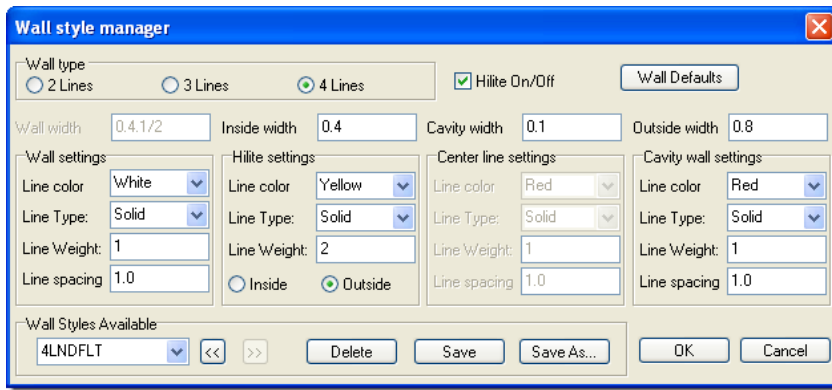 Wall style manager
Wall type
2 Lines 3 Lines 4 Lines Hilite On/Off Wall Defaults
Wall width 0.4.1/2 Inside width 0.4 Cavity width 0.1 Outside width 0.8
Wall settings Hilite settings Center line settings Cavity wall settings
Line color White Line color Yellow Line color Red Line color Red
Line Type: Solid Line Type: Solid Line Type: Solid Line Type: Solid
Line Weight: 1 Line Weight: 2 Line Weight: 1 Line Weight: 1
Line spacing 1.0 Inside Outside Line spacing 1.0 Line spacing 1.0
Wall Styles Available
4LNDFLT << >> Delete Save Save As... OK Cancel